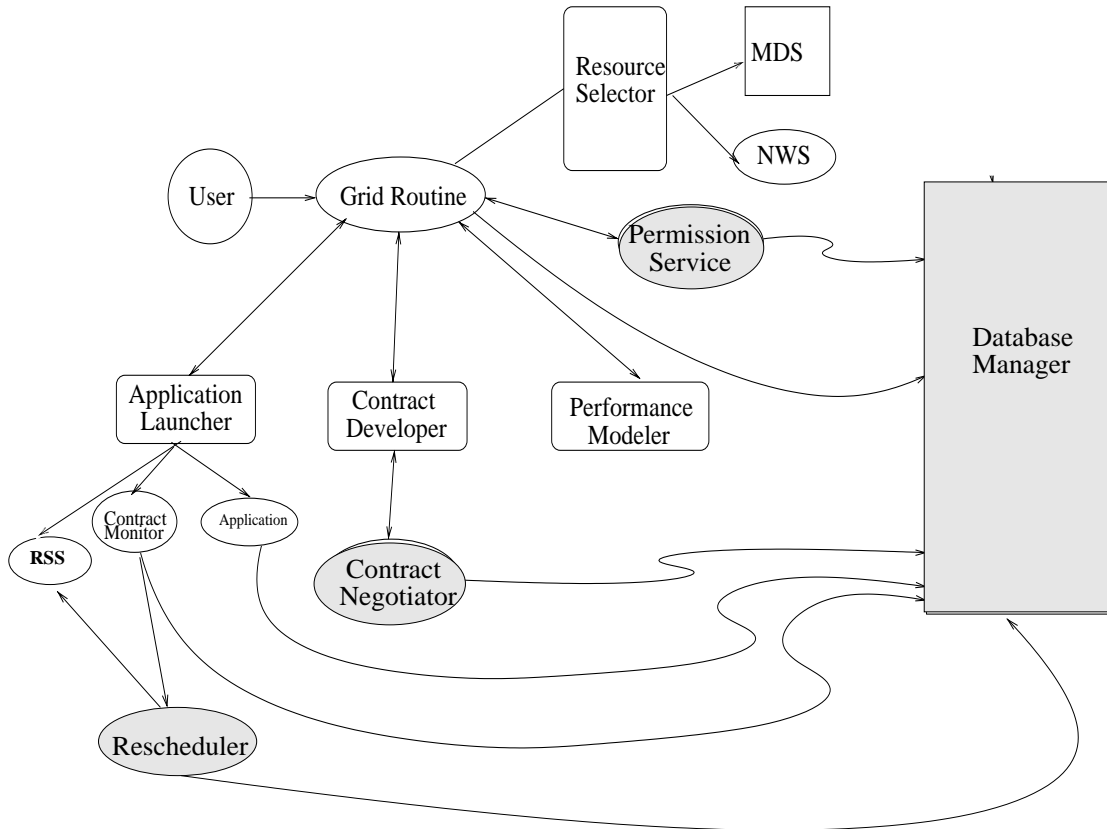 Resource
Selector
MDS
NWS
User
Grid Routine
Permission
Service
Database
Manager
Application
Launcher
Contract
Developer
Performance
Modeler
RSS
Contract
Monitor
Application
Contract
Negotiator
Rescheduler